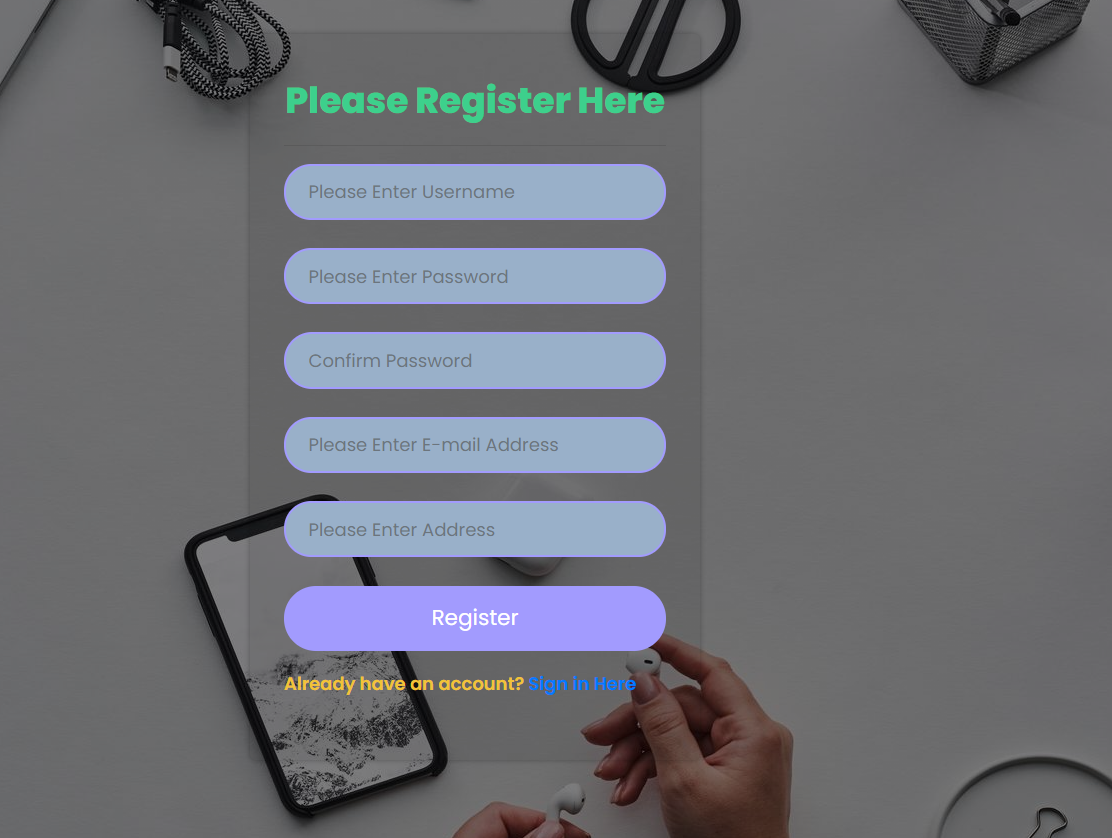 Please Register Here
Please Enter Username
Please Enter Password
Confirm Password
Please Enter E-mail Address
Please Enter Address
Register
Already have an account? Sign in Here